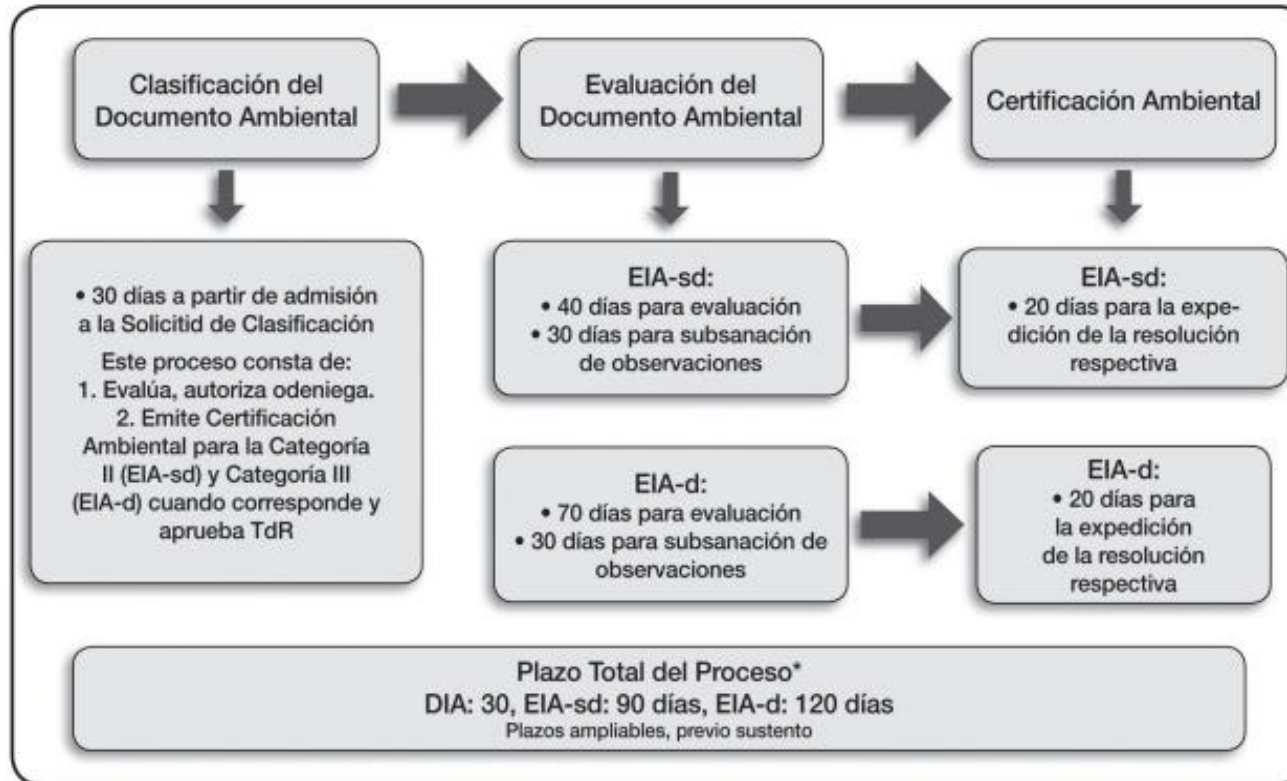 Clasificación del
Documento Ambiental
Evaluación del
Documento Ambiental
Certificación Ambiental
• 30 días a partir de admisión
a la Solicitid de Clasificación
Este proceso consta de:
1. Evalúa, autoriza odeniega.
2. Emite Certificación
Ambiental para la Categoría
II (EIA-sd) y Categoría III
(EIA-d) cuando corresponde y
aprueba TdR
EIA-sd:
• 40 días para evaluación
• 30 días para subsanación
de observaciones
EIA-sd:
• 20 días para la expe-
dición de la resolución
respectiva
EIA-d:
• 70 días para evaluación
• 30 días para subsanación de
observaciones
EIA-d:
• 20 días para
la expedición
de la resolución
respectiva
Plazo Total del Proceso*
DIA: 30, EIA-sd: 90 días, EIA-d: 120 días
Plazos ampliables, previo sustento